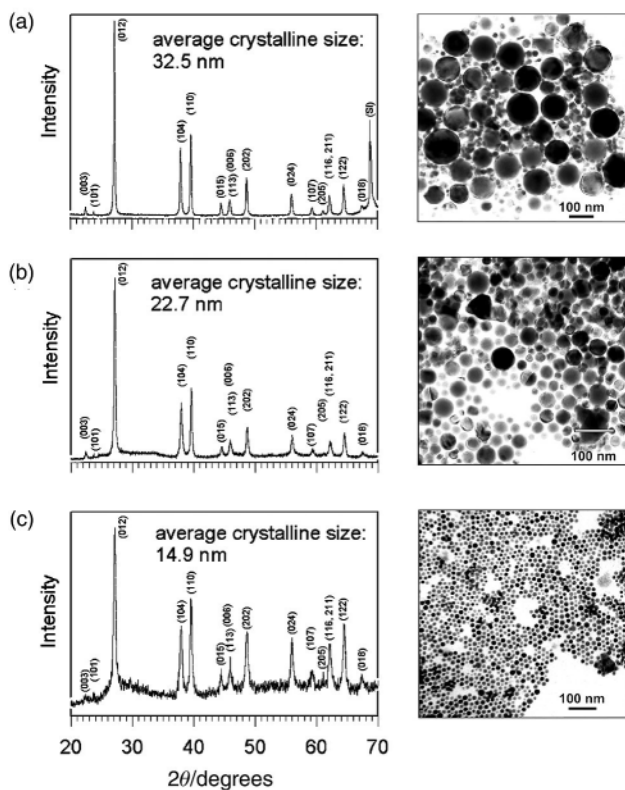 (a)
Intensity
average crystalline size:
32.5 nm
(003)
(101)
(012)
(104)
(110)
(015)
(113)
(006)
(202)
(024)
(107)
(205)
(116, 211)
(122)
(018)
(SI)
100 nm
(b)
Intensity
average crystalline size:
22.7 nm
(003)
(101)
(012)
(104)
(110)
(015)
(113)
(006)
(202)
(024)
(107)
(205)
(116, 211)
(122)
(018)
100 nm
(c)
Intensity
average crystalline size:
14.9 nm
(003)
(101)
(012)
(104)
(110)
(015)
(113)
(006)
(202)
(024)
(107)
(205)
(116, 211)
(122)
(018)
100 nm
20 30 40 50 60 70
2θ/degrees